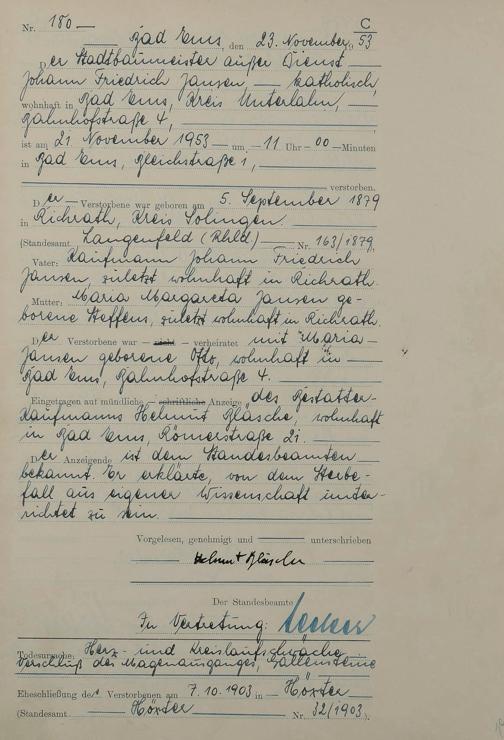 C
Nr. 180
Bad Ems, den 23. November 1953
Der Stadtbaumeister außer Dienst
Johann Friedrich Jansen, katholisch
wohnhaft in Bad Ems, Kreis Unterlahn,
Bahnhofstraße 4,
ist am 21 November 1953 um 11 Uhr 00 Minuten
in Bad Ems, Bleichstraße 1,
verstorben.
Der Verstorbene war geboren am 5. September 1879
in Richrath, Kreis Solingen.
(Standesamt Langenfeld (Rhld) Nr. 163/1879.
Vater: Kaufmann Johann Friedrich
Jansen, zuletzt wohnhaft in Richrath.
Mutter: Maria Margareta Jansen ge-
borene Steffens, zuletzt wohnhaft in Richrath.
Der Verstorbene war nicht verheiratet mit Maria
Jansen geborene Otto, wohnhaft in
Bad Ems, Bahnhofstraße 4.
Eingetragen auf mündliche schriftliche Anzeige des Bestatter-
Kaufmanns Helmut Bläsche, wohnhaft
in Bad Ems, Römerstraße 21.
Der Anzeigende ist dem Standesbeamten
bekannt. Er erklärte, von dem Sterbe-
fall aus eigener Wissenschaft unter-
richtet zu sein.
Vorgelesen, genehmigt und unterschrieben
Helmut Bläsche
Der Standesbeamte
In Vertretung:
Todesursache: Herz- und Kreislaufschwäche
Verschluß des Magenausganges, Gallensteine
Eheschließung des Verstorbenen am 7.10.1903 in Höxter
(Standesamt Höxter Nr. 32/1903).